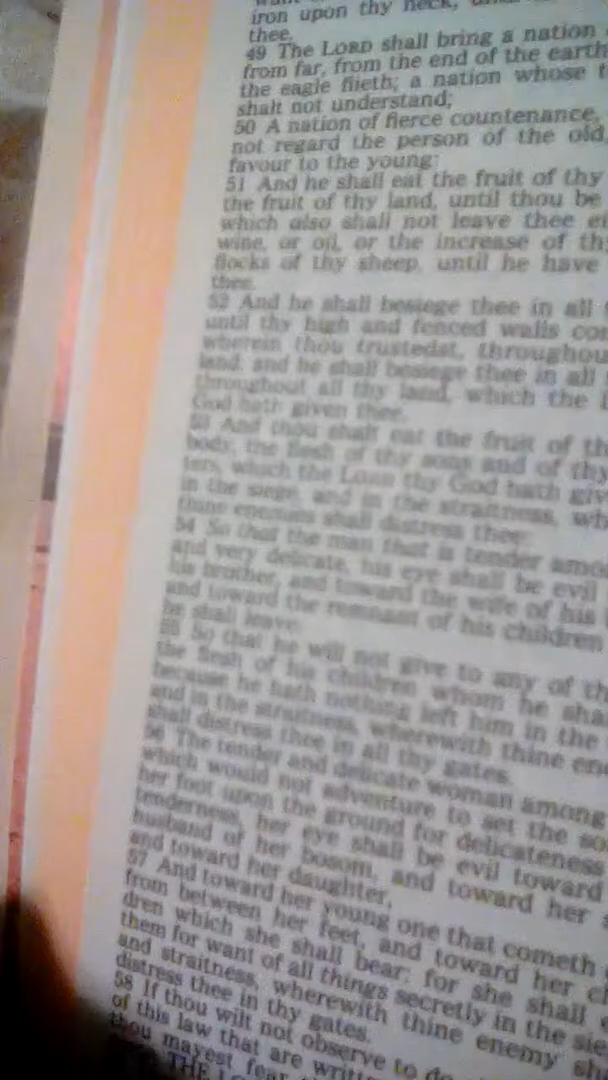 iron upon thy neck,
thee.
49 The LORD shall bring a nation
from far, from the end of the earth
the eagle flieth; a nation whose t
shalt not understand;
50 A nation of fierce countenance,
not regard the person of the old,
favour to the young:
51 And he shall eat the fruit of thy
the fruit of thy land, until thou be
which also shall not leave thee e
wine, or oil, or the increase of th
flocks of thy sheep, until he have
thee.
52 And he shall besiege thee in all
until thy high and fenced walls co
wherein thou trustedst, throughou
land: and he shall besiege thee in all
throughout all thy land, which the
God hath given thee.
53 And thou shalt eat the fruit of th
body, the flesh of thy sons and of thy
ters, which the LORD thy God hath giv
in the siege, and in the straitness, wh
thine enemies shall distress thee:
54 So that the man that is tender amo
and very delicate, his eye shall be evil
his brother, and toward the wife of his
and toward the remnant of his children
he shall leave:
55 So that he will not give to any of th
the flesh of his children whom he sha
because he hath nothing left him in the
and in the straitness, wherewith thine en
shall distress thee in all thy gates.
56 The tender and delicate woman among
which would not adventure to set the so
her foot upon the ground for delicateness
tenderness, her eye shall be evil toward
husband of her bosom, and toward her
and toward her daughter,
57 And toward her young one that cometh
from between her feet, and toward her c
dren which she shall bear: for she shall
them for want of all things secretly in the sie
and straitness, wherewith thine enemy sh
distress thee in thy gates.
58 If thou wilt not observe to do
of this law that are writt
thou mayest fear
THE LO